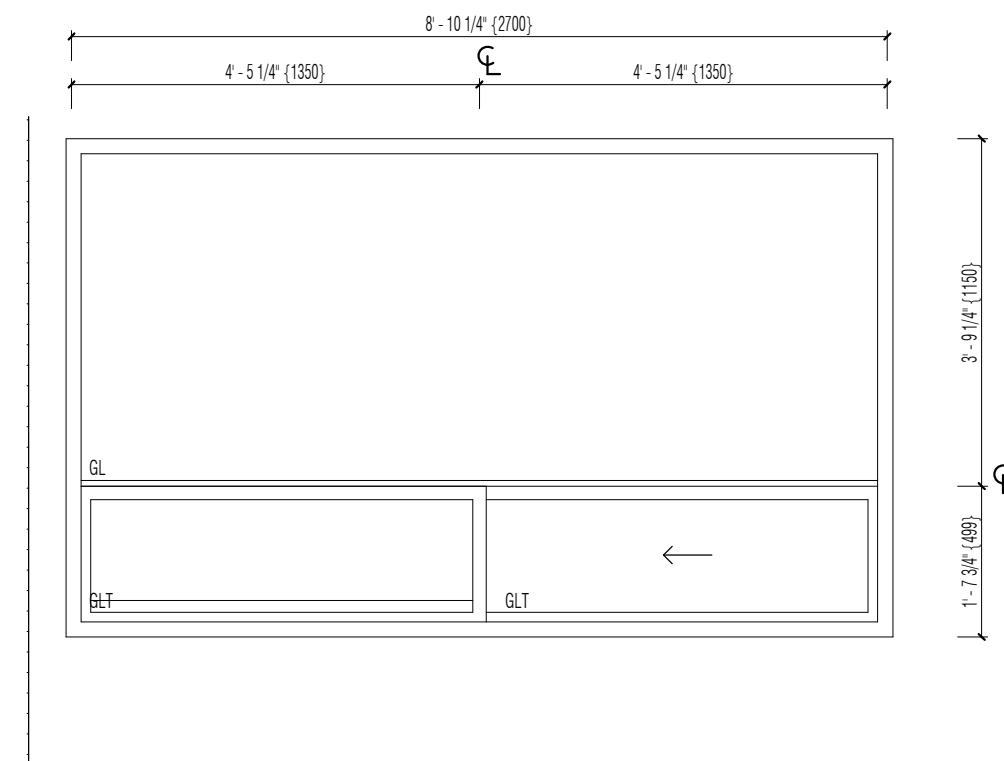 8' - 10 1/4" {2700}
℄
4' - 5 1/4" {1350}
4' - 5 1/4" {1350}
3' - 9 1/4" {1150}
GL
℄
1' - 7 3/4" {499}
GLT
GLT